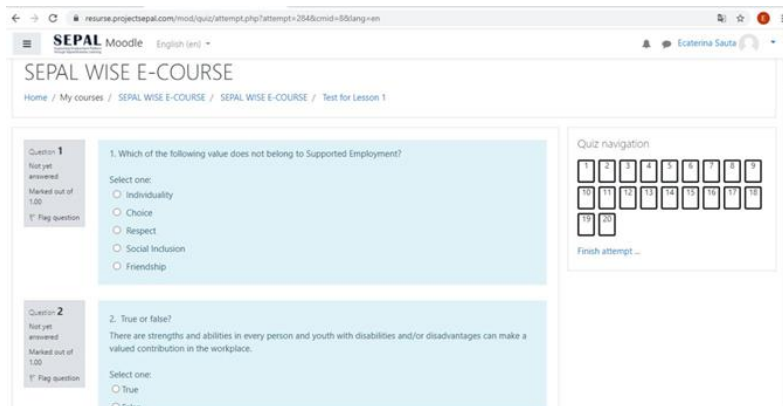 resurse.projectsepal.com/mod/quiz/attempt.php?attempt=284&cmid=88&lang=en
SEPAL Moodle English (en)
Ecaterina Sauta
SEPAL WISE E-COURSE
Home / My courses / SEPAL WISE E-COURSE / SEPAL WISE E-COURSE / Test for Lesson 1
Question 1
Not yet
answered
Marked out of
1.00
Flag question
1. Which of the following value does not belong to Supported Employment?
Select one:
Individuality
Choice
Respect
Social Inclusion
Friendship
Quiz navigation
1 2 3 4 5 6 7 8 9
10 11 12 13 14 15 16 17 18
19 20
Finish attempt ...
Question 2
Not yet
answered
Marked out of
1.00
Flag question
2. True or false?
There are strengths and abilities in every person and youth with disabilities and/or disadvantages can make a
valued contribution in the workplace.
Select one:
True